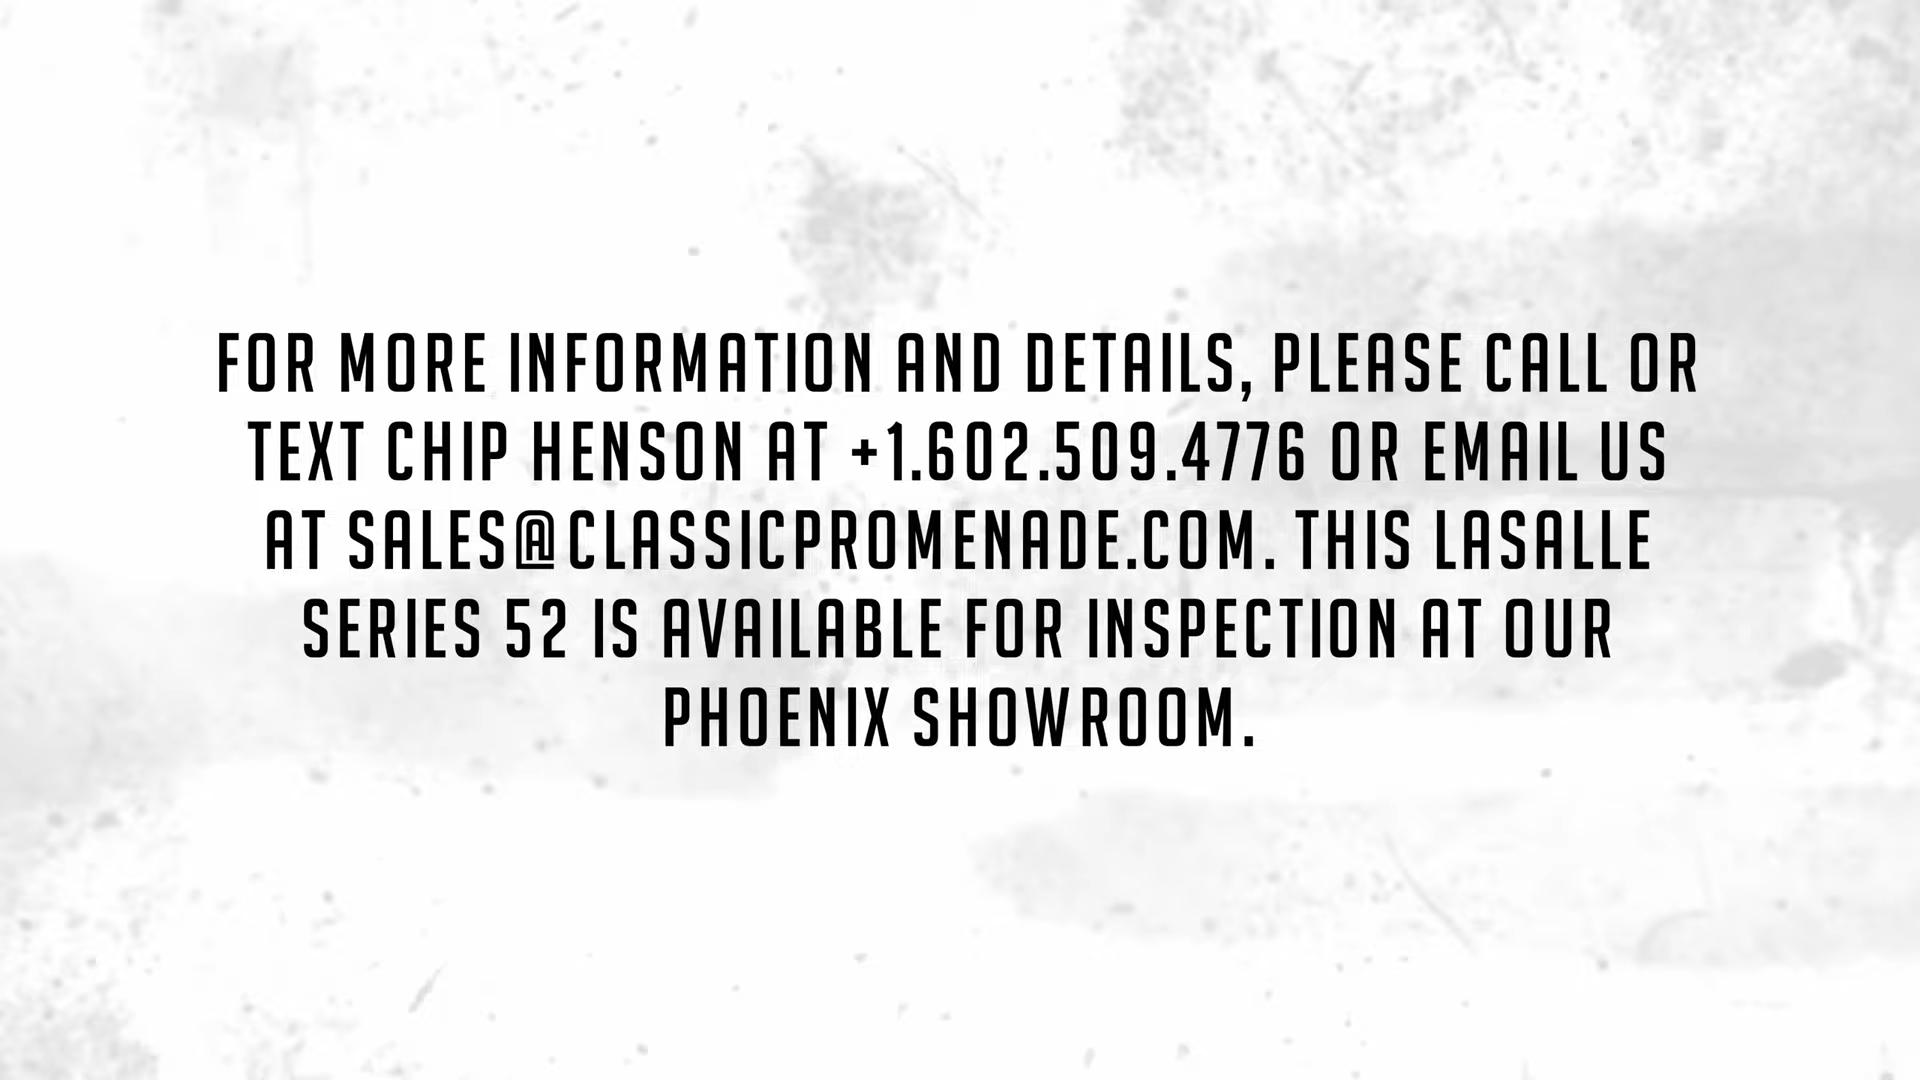 FOR MORE INFORMATION AND DETAILS, PLEASE CALL OR
TEXT CHIP HENSON AT +1.602.509.4776 OR EMAIL US
AT SALES@CLASSICPROMENADE.COM. THIS LASALLE
SERIES 52 IS AVAILABLE FOR INSPECTION AT OUR
PHOENIX SHOWROOM.